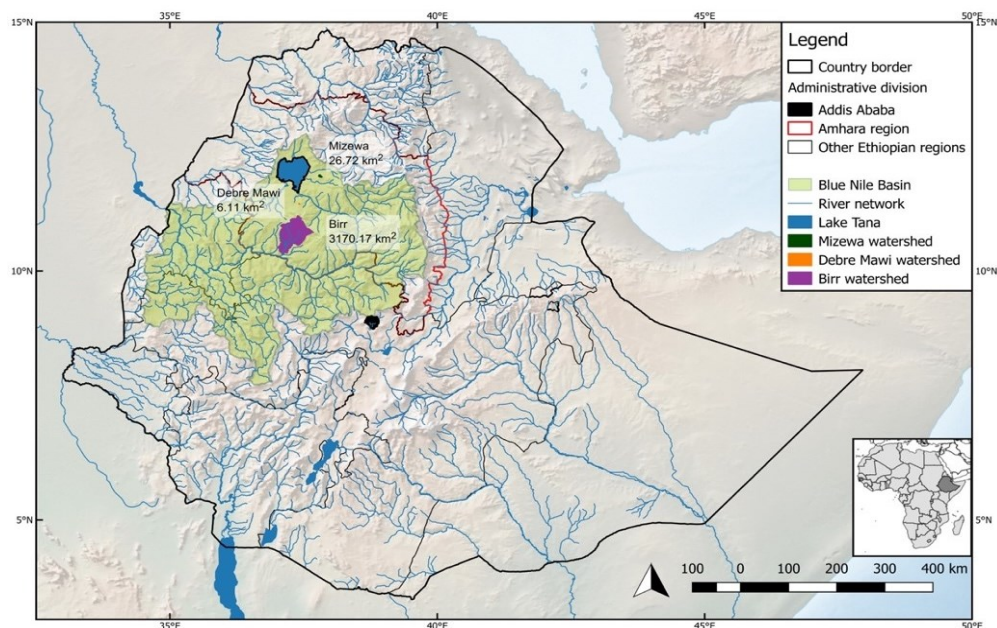 35°E
40°E
45°E
50°E
15°N
15°N
Legend
Country border
Administrative division
Addis Ababa
Amhara region
Other Ethiopian regions
Blue Nile Basin
River network
Lake Tana
Mizewa watershed
Debre Mawi watershed
Birr watershed
Mizewa
26.72 km²
Debre Mawi
6.11 km²
Birr
3170.17 km²
10°N
10°N
5°N
5°N
100 0 100 200 300 400 km
35°E
40°E
45°E
50°E